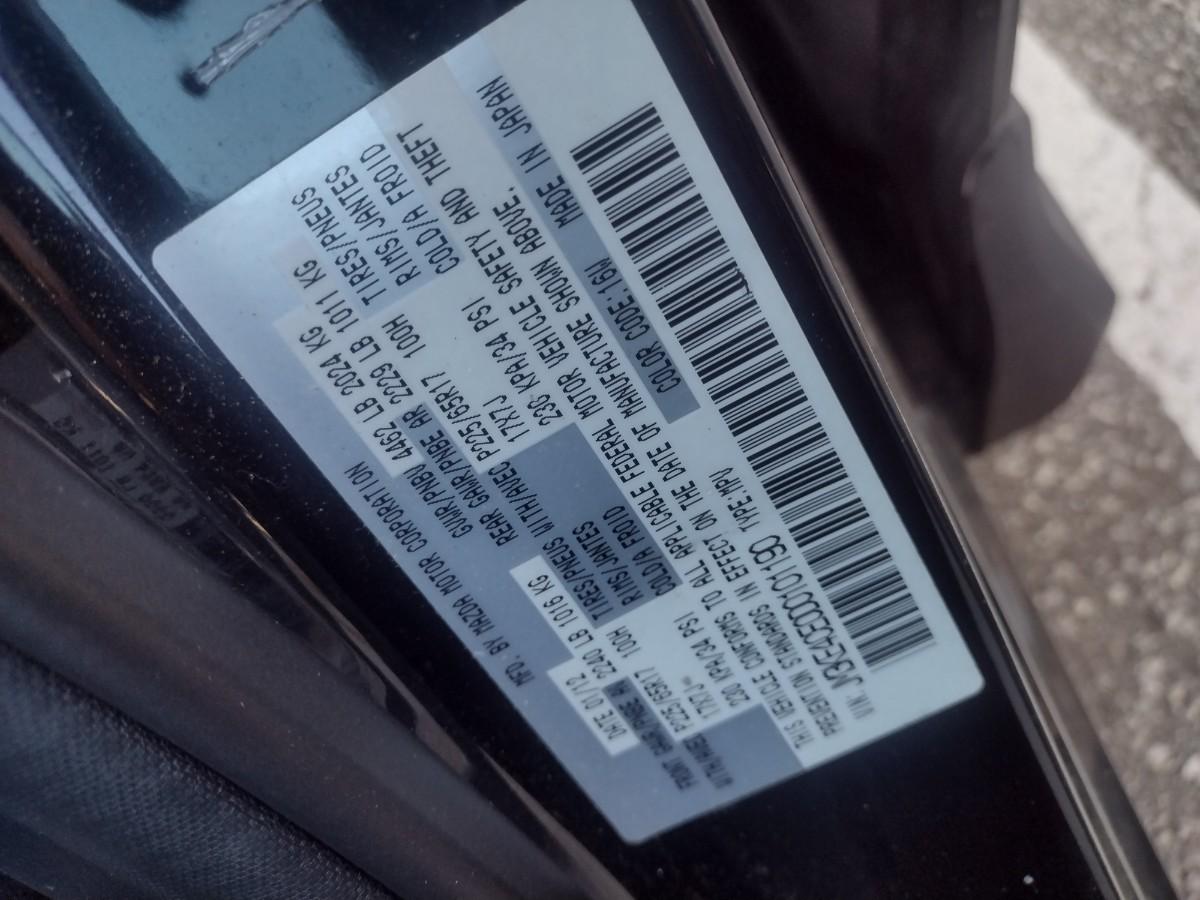 MFD. BY MAZDA MOTOR CORPORATION
DATE 01/12 GVWR/PNBV 4462 LB 2024 KG
FRONT GAWR/PNBE AV 2240 LB 1016 KG REAR GAWR/PNBE AR 2229 LB 1011 KG
WITH/AVEC P225/65R17 100H TIRES/PNEUS WITH/AVEC P225/65R17 100H TIRES/PNEUS
17X7J RIMS/JANTES 17X7J RIMS/JANTES
230 KPA/34 PSI COLD/A FROID 230 KPA/34 PSI COLD/A FROID
THIS VEHICLE CONFORMS TO ALL APPLICABLE FEDERAL MOTOR VEHICLE SAFETY AND THEFT
PREVENTION STANDARDS IN EFFECT ON THE DATE OF MANUFACTURE SHOWN ABOVE.
VIN: TYPE:MPV COLOR CODE:16W MADE IN JAPAN